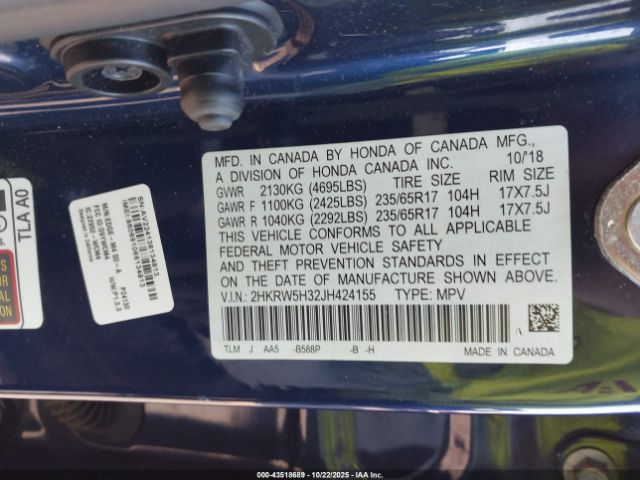 MFD. IN CANADA BY HONDA OF CANADA MFG.,
A DIVISION OF HONDA CANADA INC. 10/18
GVWR 2130KG (4695LBS) TIRE SIZE RIM SIZE
GAWR F 1100KG (2425LBS) 235/65R17 104H 17X7.5J
GAWR R 1040KG (2292LBS) 235/65R17 104H 17X7.5J
THIS VEHICLE CONFORMS TO ALL APPLICABLE
FEDERAL MOTOR VEHICLE SAFETY
AND THEFT PREVENTION STANDARDS IN EFFECT
ON THE DATE OF MANUFACTURE SHOWN ABOVE.
V.I.N.: 2HKRW5H32JH424155 TYPE: MPV
TLM J AA5 -B588P -B -H
MADE IN CANADA
TLA A0
P24130
000-43518689 - 10/22/2025 - IAA Inc.